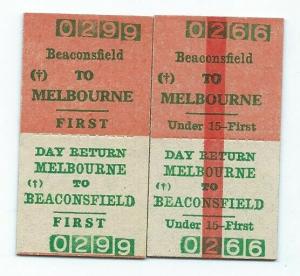 0299
Beaconsfield
(†) TO
MELBOURNE
FIRST
DAY RETURN
MELBOURNE
(†) TO
BEACONSFIELD
FIRST
0299
0266
Beaconsfield
(†) TO
MELBOURNE
Under 15-First
DAY RETURN
MELBOURNE
(†) TO
BEACONSFIELD
Under 15-First
0266